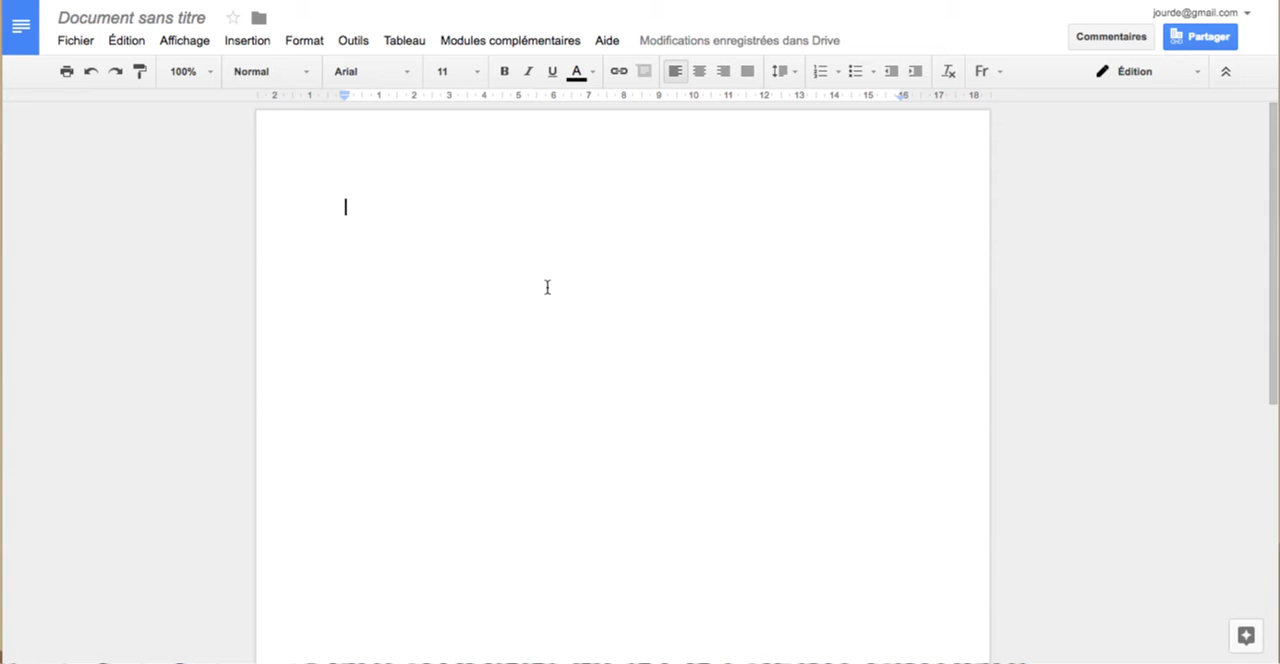 Document sans titre
jourde@gmail.com
Fichier Édition Affichage Insertion Format Outils Tableau Modules complémentaires Aide Modifications enregistrées dans Drive
Commentaires Partager
100% Normal Arial 11 B I U A Fr Édition
2 1 1 2 3 4 5 6 7 8 9 10 11 12 13 14 15 16 17 18